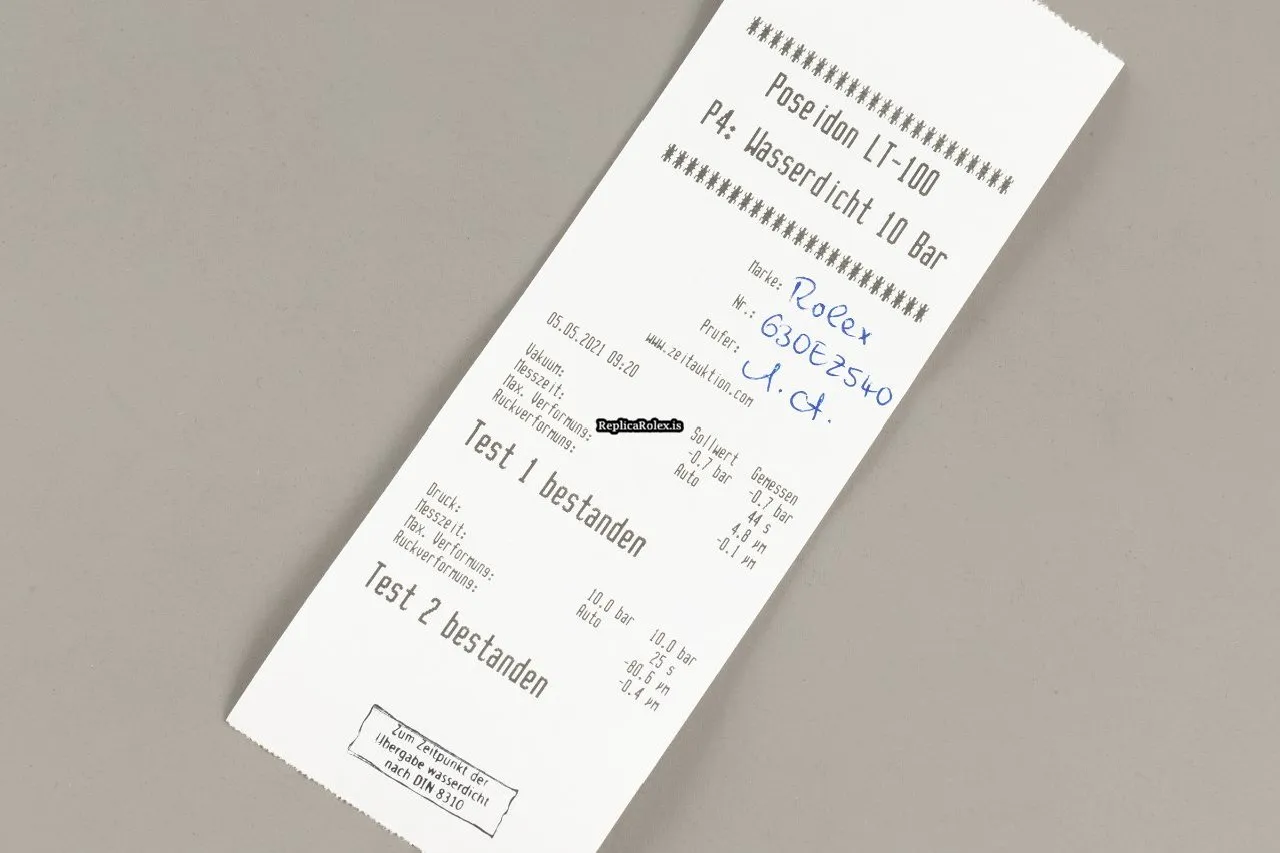 ************************
Poseidon LT-100
P4: Wasserdicht 10 Bar
************************
Marke: Rolex
Nr.: 630EZ540
Prufer:
www.zeitauktion.com
05.05.2021 09:20
Sollwert Gemessen
Vakuum: -0.7 bar -0.7 bar
Messzeit: Auto 44 s
Max. Verformung: 4.8 µm
Ruckverformung: -0.1 µm
Test 1 bestanden
Druck: 10.0 bar 10.0 bar
Messzeit: Auto 25 s
Max. Verformung: -80.6 µm
Ruckverformung: -0.4 µm
Test 2 bestanden
Zum Zeitpunkt der
Übergabe wasserdicht
nach DIN 8310
ReplicaRolex.is